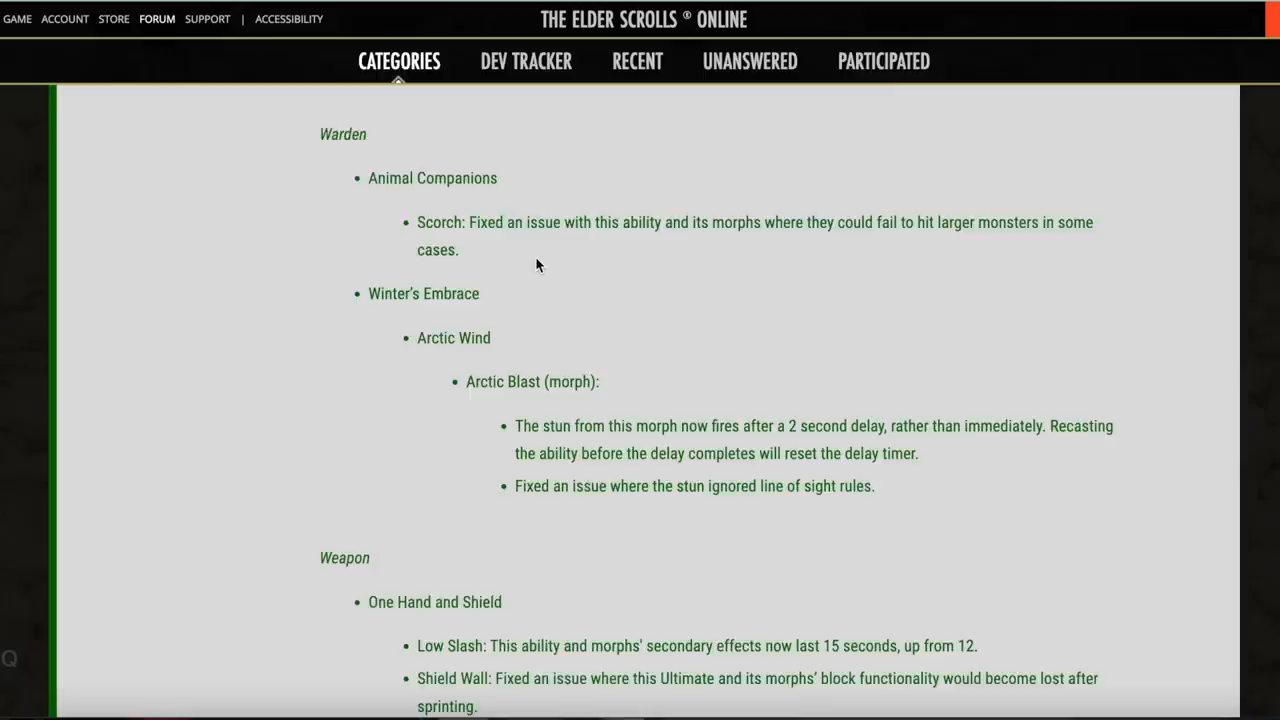 GAME ACCOUNT STORE FORUM SUPPORT | ACCESSIBILITY
THE ELDER SCROLLS ® ONLINE
CATEGORIES DEV TRACKER RECENT UNANSWERED PARTICIPATED
Warden
• Animal Companions
• Scorch: Fixed an issue with this ability and its morphs where they could fail to hit larger monsters in some
cases.
• Winter's Embrace
• Arctic Wind
• Arctic Blast (morph):
• The stun from this morph now fires after a 2 second delay, rather than immediately. Recasting
the ability before the delay completes will reset the delay timer.
• Fixed an issue where the stun ignored line of sight rules.
Weapon
• One Hand and Shield
• Low Slash: This ability and morphs' secondary effects now last 15 seconds, up from 12.
Q
• Shield Wall: Fixed an issue where this Ultimate and its morphs’ block functionality would become lost after
sprinting.